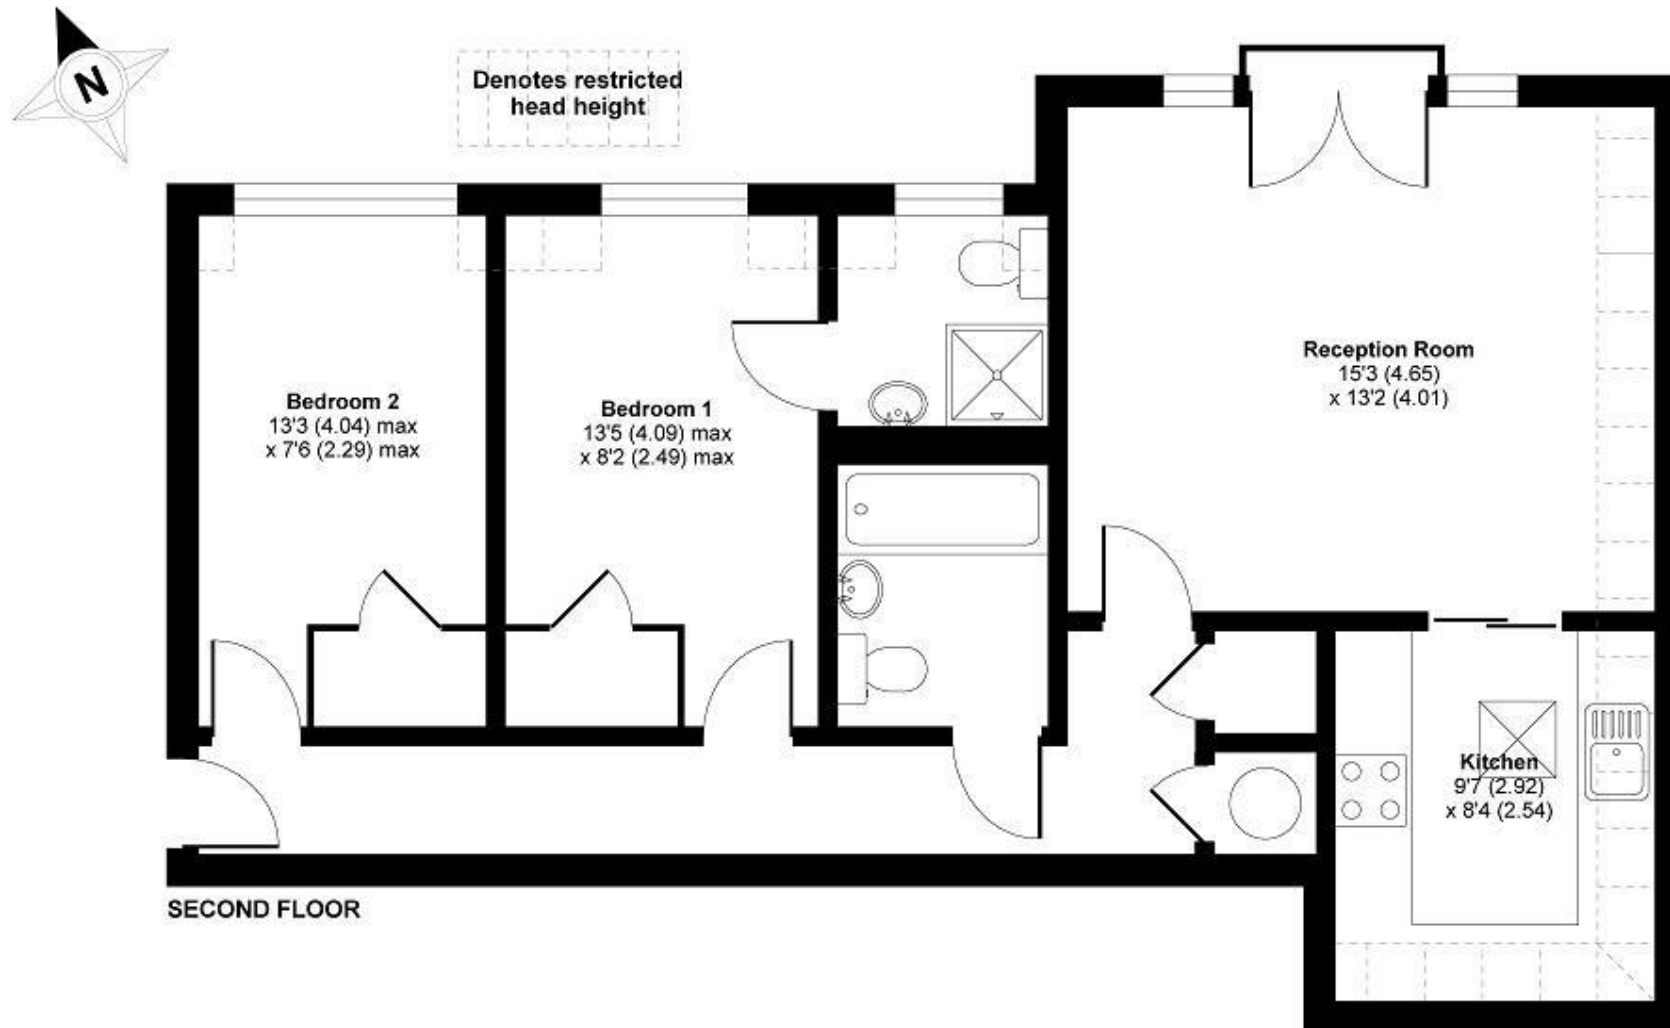 N
Denotes restricted
head height
Reception Room
15'3 (4.65)
x 13'2 (4.01)
Bedroom 2
13'3 (4.04) max
x 7'6 (2.29) max
Bedroom 1
13'5 (4.09) max
x 8'2 (2.49) max
Kitchen
9'7 (2.92)
x 8'4 (2.54)
SECOND FLOOR